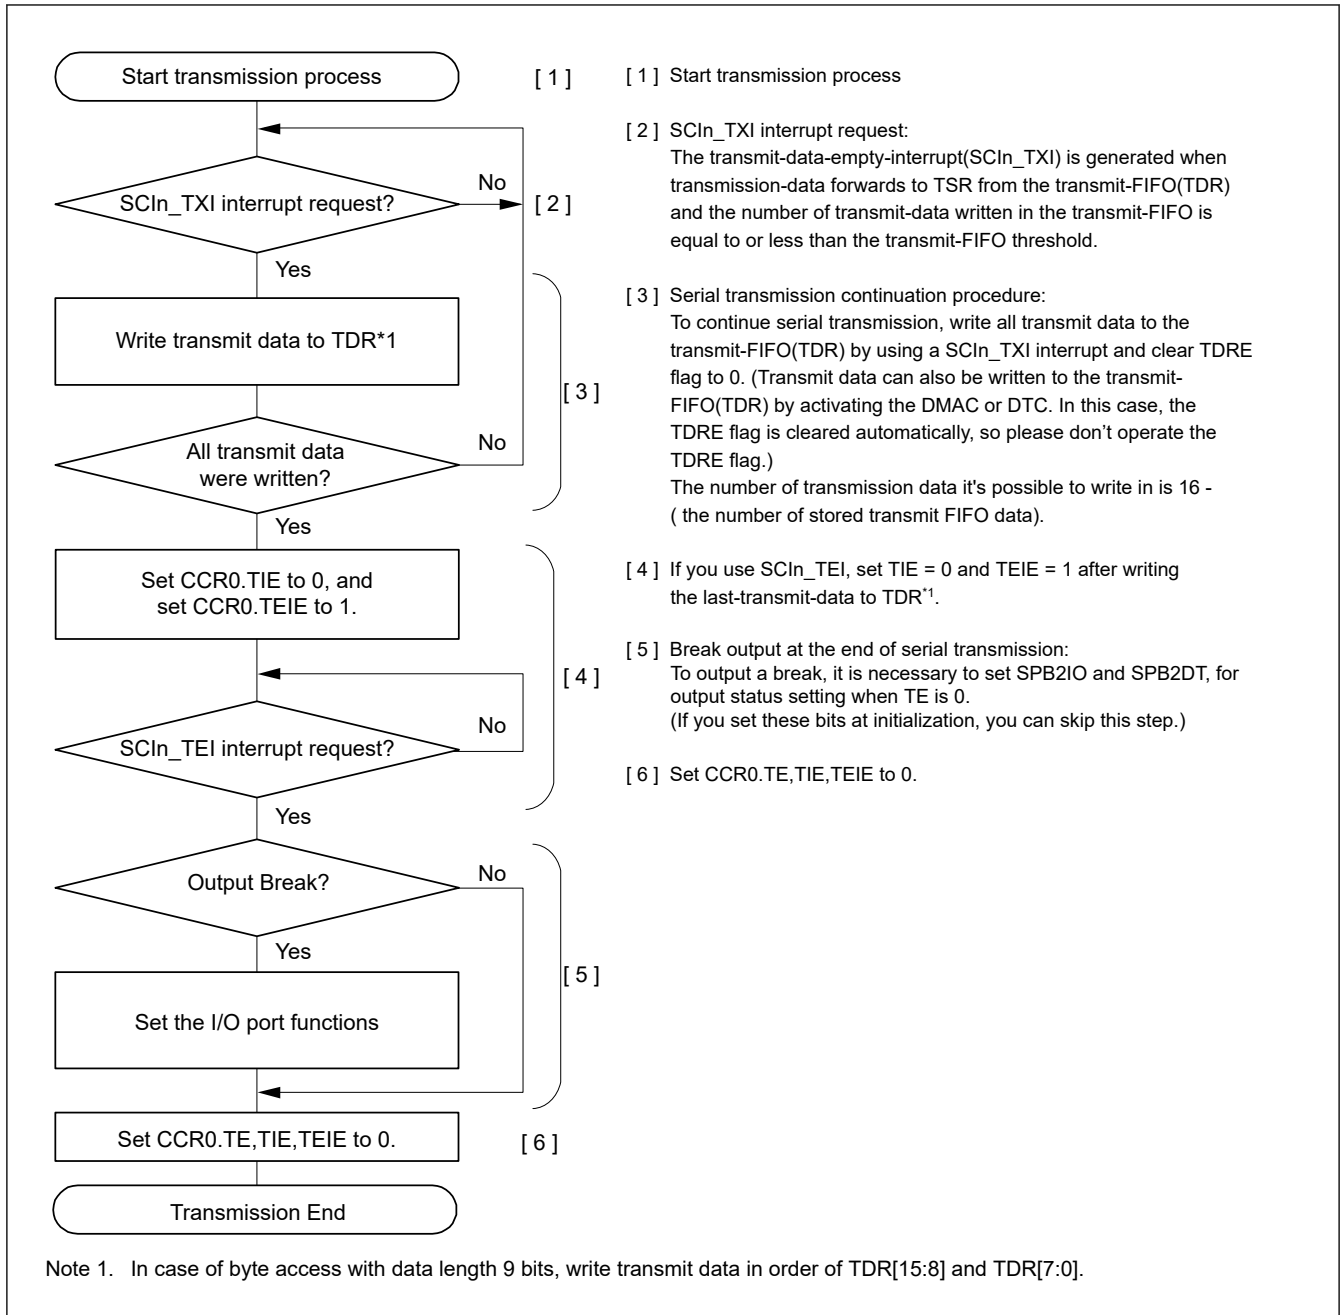 Start transmission process
[ 1 ]
SCIn_TXI interrupt request?
No
[ 2 ]
Yes
Write transmit data to TDR*1
[ 3 ]
All transmit data
were written?
No
Yes
Set CCR0.TIE to 0, and
set CCR0.TEIE to 1.
[ 4 ]
SCIn_TEI interrupt request?
No
Yes
Output Break?
No
Yes
[ 5 ]
Set the I/O port functions
Set CCR0.TE,TIE,TEIE to 0.
[ 6 ]
Transmission End
[ 1 ] Start transmission process
[ 2 ] SCIn_TXI interrupt request:
The transmit-data-empty-interrupt(SCIn_TXI) is generated when
transmission-data forwards to TSR from the transmit-FIFO(TDR)
and the number of transmit-data written in the transmit-FIFO is
equal to or less than the transmit-FIFO threshold.
[ 3 ] Serial transmission continuation procedure:
To continue serial transmission, write all transmit data to the
transmit-FIFO(TDR) by using a SCIn_TXI interrupt and clear TDRE
flag to 0. (Transmit data can also be written to the transmit-
FIFO(TDR) by activating the DMAC or DTC. In this case, the
TDRE flag is cleared automatically, so please don't operate the
TDRE flag.)
The number of transmission data it's possible to write in is 16 -
( the number of stored transmit FIFO data).
[ 4 ] If you use SCIn_TEI, set TIE = 0 and TEIE = 1 after writing
the last-transmit-data to TDR*1.
[ 5 ] Break output at the end of serial transmission:
To output a break, it is necessary to set SPB2IO and SPB2DT, for
output status setting when TE is 0.
(If you set these bits at initialization, you can skip this step.)
[ 6 ] Set CCR0.TE,TIE,TEIE to 0.
Note 1. In case of byte access with data length 9 bits, write transmit data in order of TDR[15:8] and TDR[7:0].